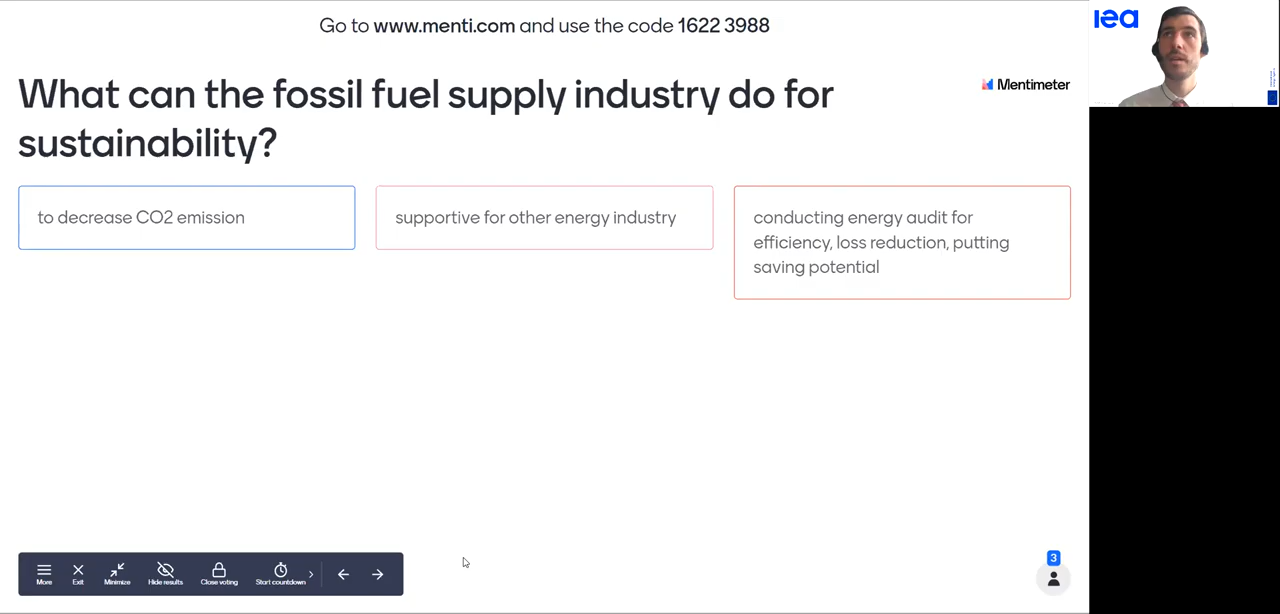 Go to www.menti.com and use the code 1622 3988
iea
What can the fossil fuel supply industry do for
sustainability?
Mentimeter
to decrease CO2 emission
supportive for other energy industry
conducting energy audit for
efficiency, loss reduction, putting
saving potential
3
More
Exit
Minimize
Hide results
Close voting
Start countdown